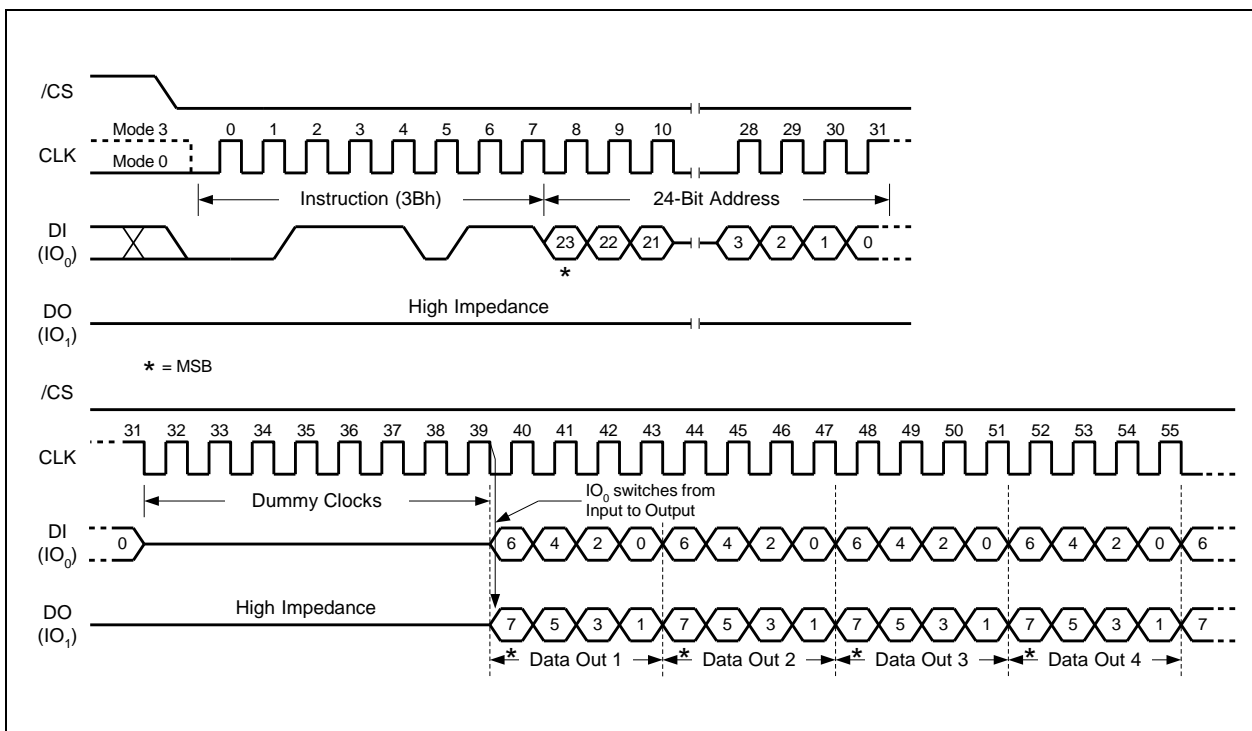 /CS
Mode 3 0 1 2 3 4 5 6 7 8 9 10 28 29 30 31
CLK
Mode 0
Instruction (3Bh) 24-Bit Address
DI
(IO0)
23 22 21 3 2 1 0
*
High Impedance
DO
(IO1)
* = MSB
/CS
31 32 33 34 35 36 37 38 39 40 41 42 43 44 45 46 47 48 49 50 51 52 53 54 55
CLK
Dummy Clocks
IO0 switches from
Input to Output
DI
(IO0)
0 6 4 2 0 6 4 2 0 6 4 2 0 6 4 2 0 6
High Impedance
DO
(IO1)
7 5 3 1 7 5 3 1 7 5 3 1 7 5 3 1 7
* Data Out 1 * Data Out 2 * Data Out 3 * Data Out 4